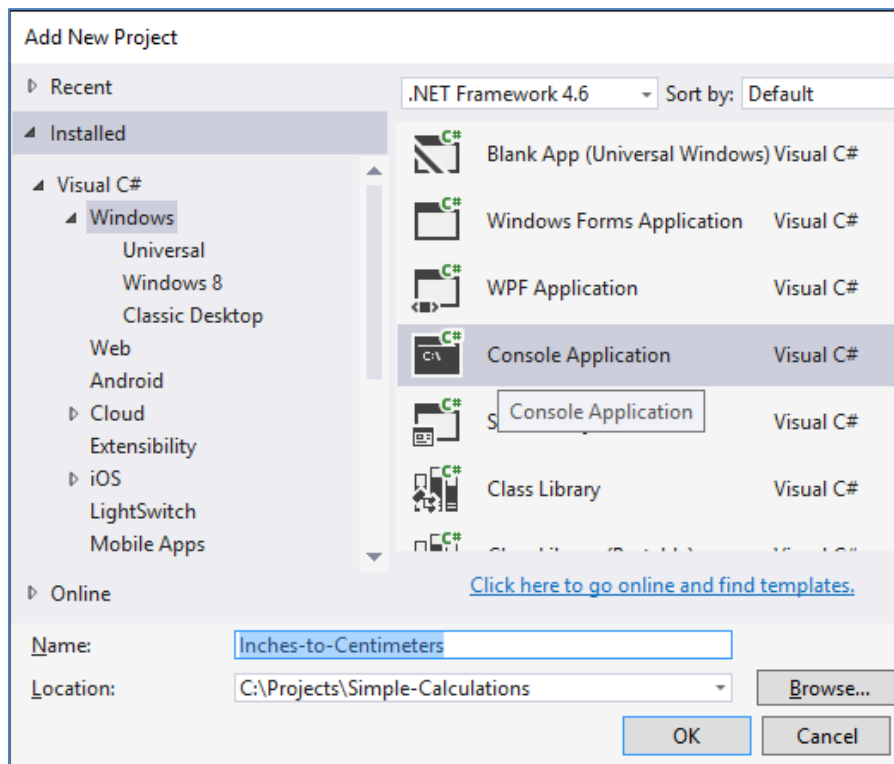 Add New Project
Recent
Installed
Visual C#
Windows
Universal
Windows 8
Classic Desktop
Web
Android
Cloud
Extensibility
iOS
LightSwitch
Mobile Apps
Online
.NET Framework 4.6 Sort by: Default
Blank App (Universal Windows) Visual C#
Windows Forms Application Visual C#
WPF Application Visual C#
Console Application Visual C#
Console Application
Visual C#
Class Library Visual C#
Click here to go online and find templates.
Name: Inches-to-Centimeters
Location: C:\Projects\Simple-Calculations Browse...
OK Cancel